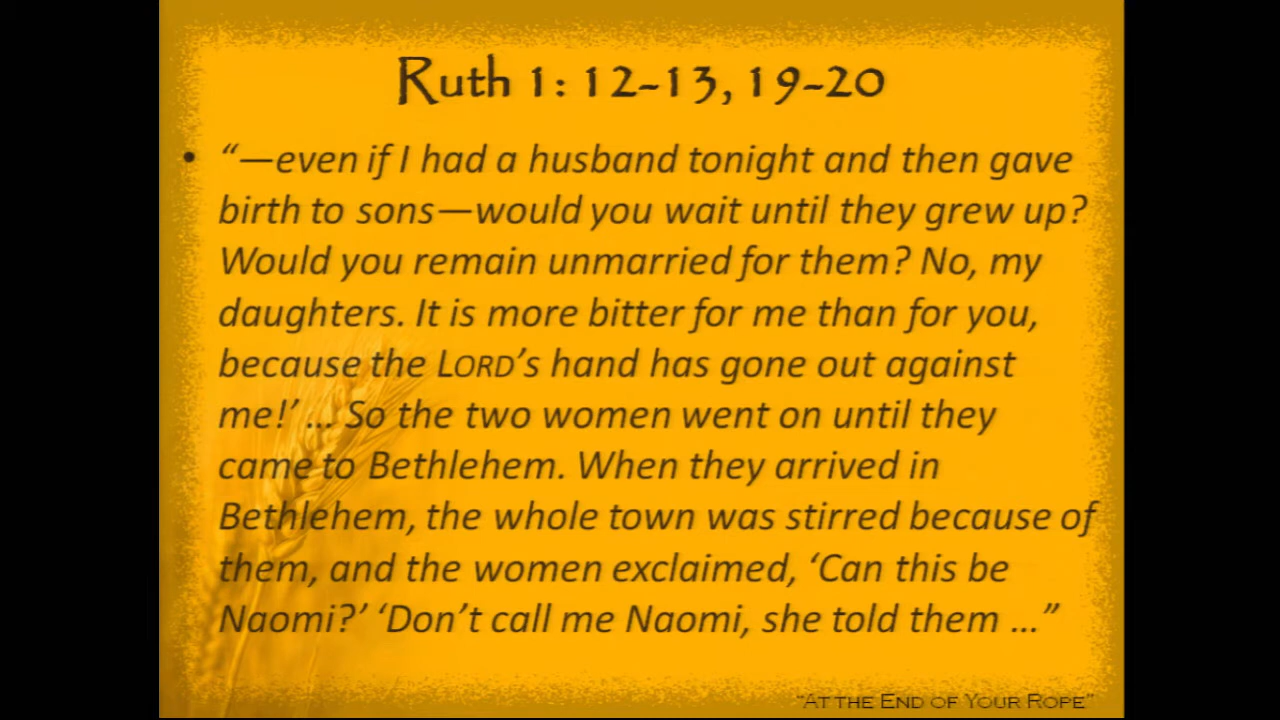 Ruth 1: 12-13, 19-20
• “—even if I had a husband tonight and then gave
birth to sons—would you wait until they grew up?
Would you remain unmarried for them? No, my
daughters. It is more bitter for me than for you,
because the LORD’s hand has gone out against
me!’ … So the two women went on until they
came to Bethlehem. When they arrived in
Bethlehem, the whole town was stirred because of
them, and the women exclaimed, ‘Can this be
Naomi?’ ‘Don’t call me Naomi, she told them …”
“AT THE END OF YOUR ROPE”